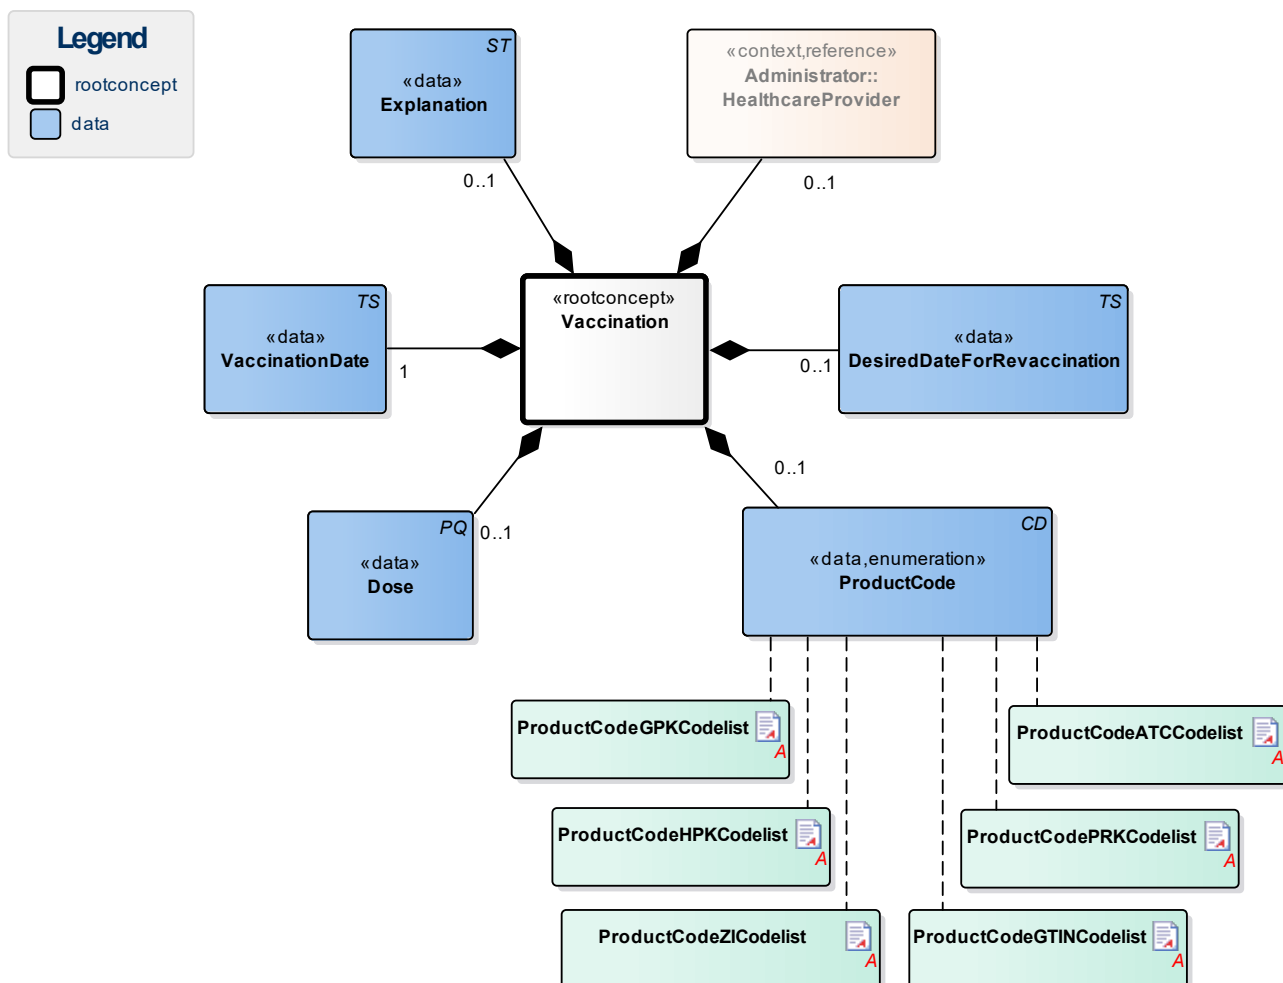 Legend
rootconcept
data
ST
«data»
Explanation
0..1
«context,reference»
Administrator::
HealthcareProvider
0..1
TS
«data»
VaccinationDate
1
«rootconcept»
Vaccination
TS
«data»
DesiredDateForRevaccination
0..1
PQ
«data»
Dose
0..1
0..1
CD
«data,enumeration»
ProductCode
ProductCodeGPKCodelist
A
ProductCodeATCCodelist
A
ProductCodeHPKCodelist
A
ProductCodePRKCodelist
A
ProductCodeZICodelist
A
ProductCodeGTINCodelist
A